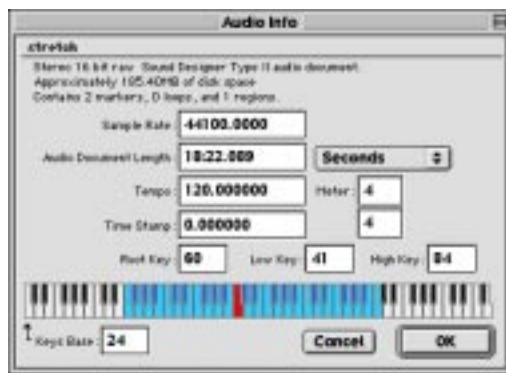 Audio Info
stretch
Stereo 16 bit raw Sound Designer Type II audio document.
Approximately 185.40MB of disk space
Contains 2 markers, 0 loops, and 1 regions.
Sample Rate: 44100.0000
Audio Document Length: 18:22.089 Seconds
Tempo: 120.000000 Meter: 4
Time Stamp: 0.000000 4
Root Key: 60 Low Key: 41 High Key: 84
Keys Base: 24 Cancel OK